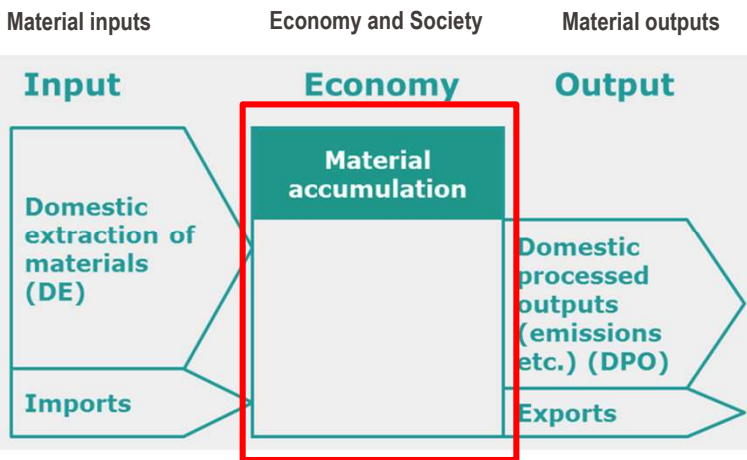 Material inputs
Economy and Society
Material outputs
Input
Economy
Output
Material
accumulation
Domestic
extraction of
materials
(DE)
Domestic
processed
outputs
(emissions
etc.) (DPO)
Imports
Exports